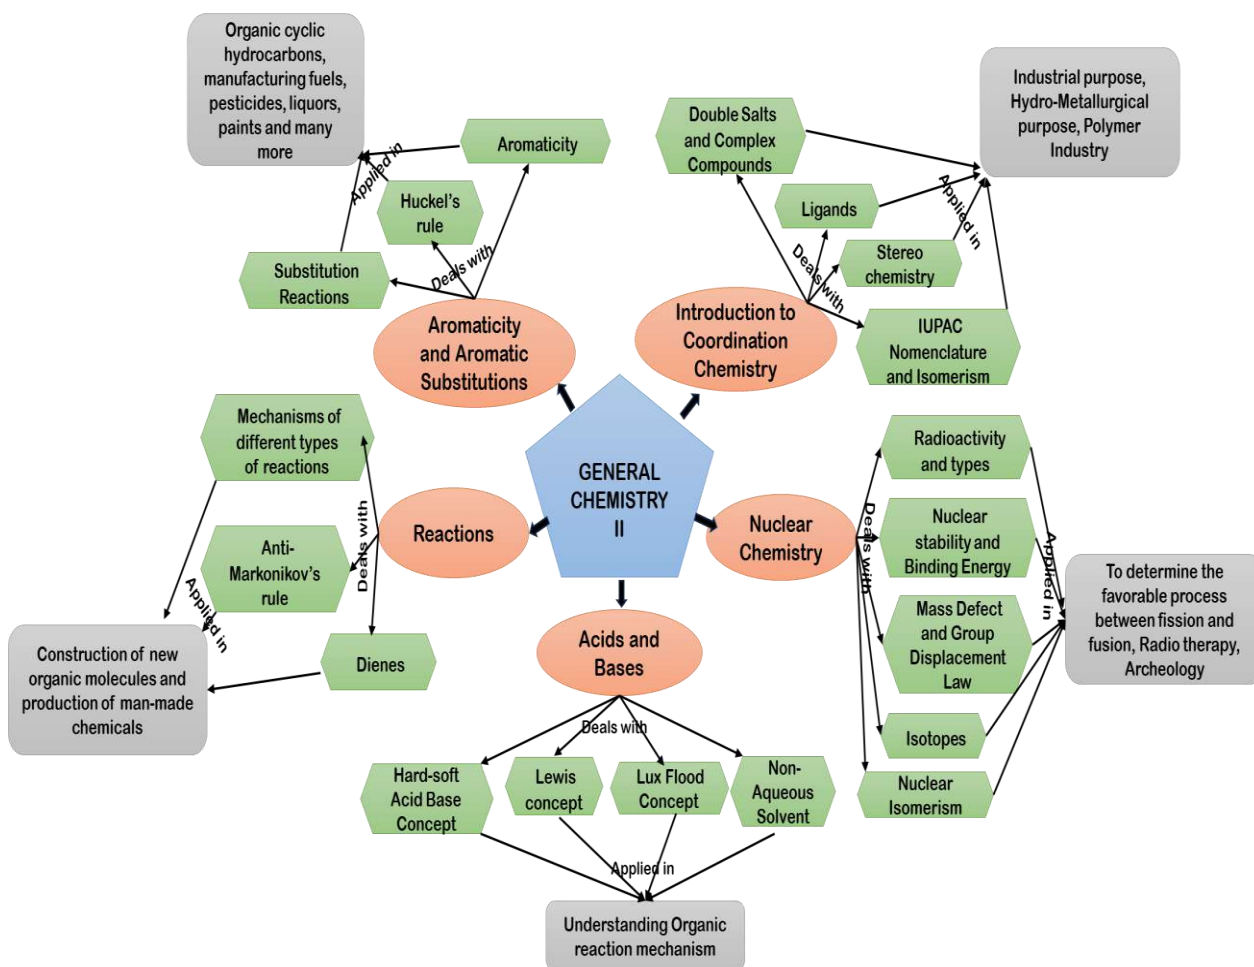 Organic cyclic
hydrocarbons,
manufacturing fuels,
pesticides, liquors,
paints and many
more
Aromaticity
Applied in
Huckel's
rule
Substitution
Reactions
Deals with
Aromaticity
and Aromatic
Substitutions
Double Salts
and Complex
Compounds
Industrial purpose,
Hydro-Metallurgical
purpose, Polymer
Industry
Ligands
Applied in
Stereo
chemistry
Deals with
Introduction to
Coordination
Chemistry
IUPAC
Nomenclature
and Isomerism
Mechanisms of
different types
of reactions
Deals with
Reactions
Anti-
Markonikov's
rule
Applied in
Dienes
Construction of new
organic molecules and
production of man-made
chemicals
GENERAL
CHEMISTRY
II
Nuclear
Chemistry
Deals with
Radioactivity
and types
Nuclear
stability and
Binding Energy
Mass Defect
and Group
Displacement
Law
Isotopes
Nuclear
Isomerism
Applied in
To determine the
favorable process
between fission and
fusion, Radio therapy,
Archeology
Acids and
Bases
Deals with
Hard-soft
Acid Base
Concept
Lewis
concept
Lux Flood
Concept
Non-
Aqueous
Solvent
Applied in
Understanding Organic
reaction mechanism